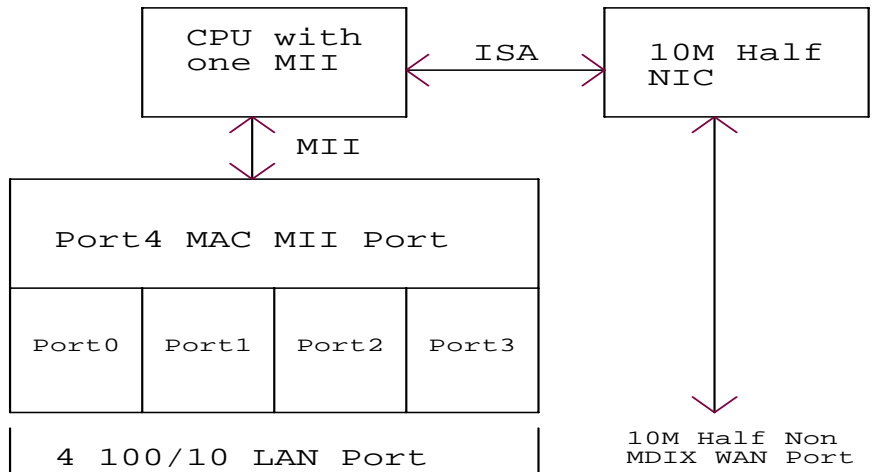 CPU with
one MII
ISA
10M Half
NIC
MII
Port4 MAC MII Port
Port0
Port1
Port2
Port3
4 100/10 LAN Port
10M Half Non
MDIX WAN Port